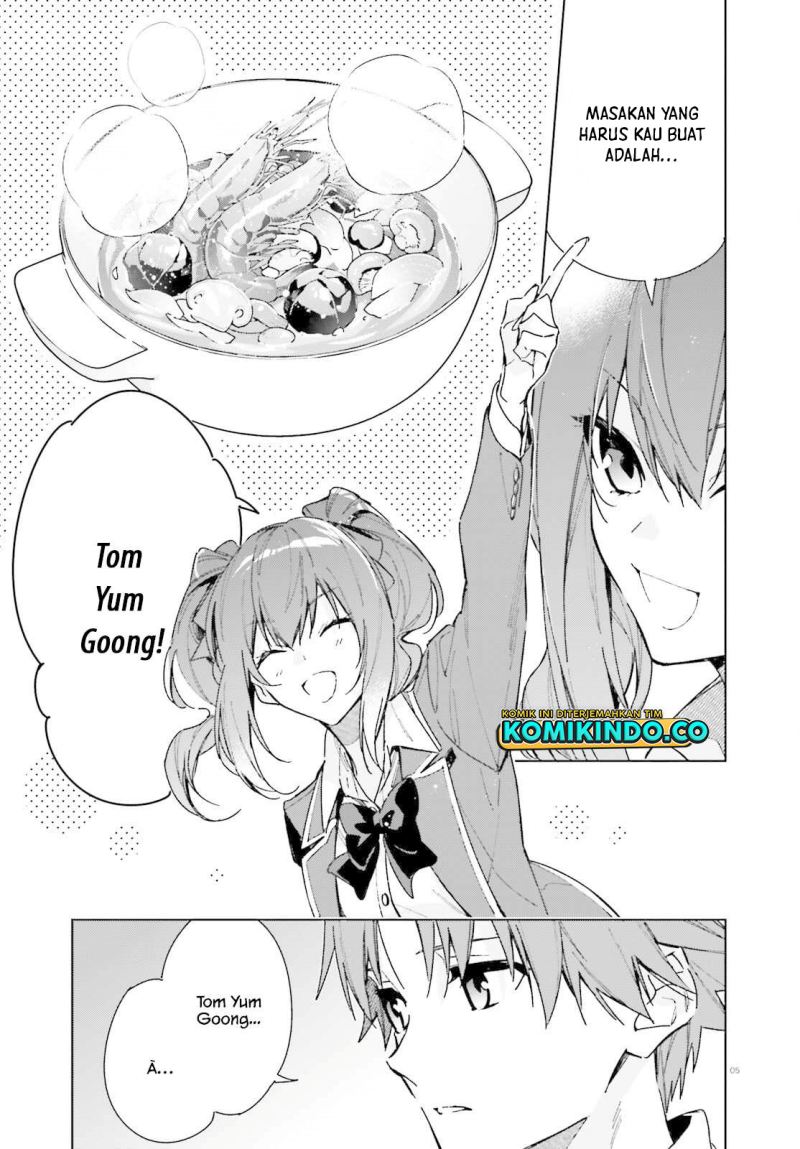 MASAKAN YANG
HARUS KAU BUAT
ADALAH...
Tom
Yum
Goong!
KOMIK INI DITERJEMAHKAN TIM
KOMIKINDO.CO
Tom Yum
Goong...
À...
05